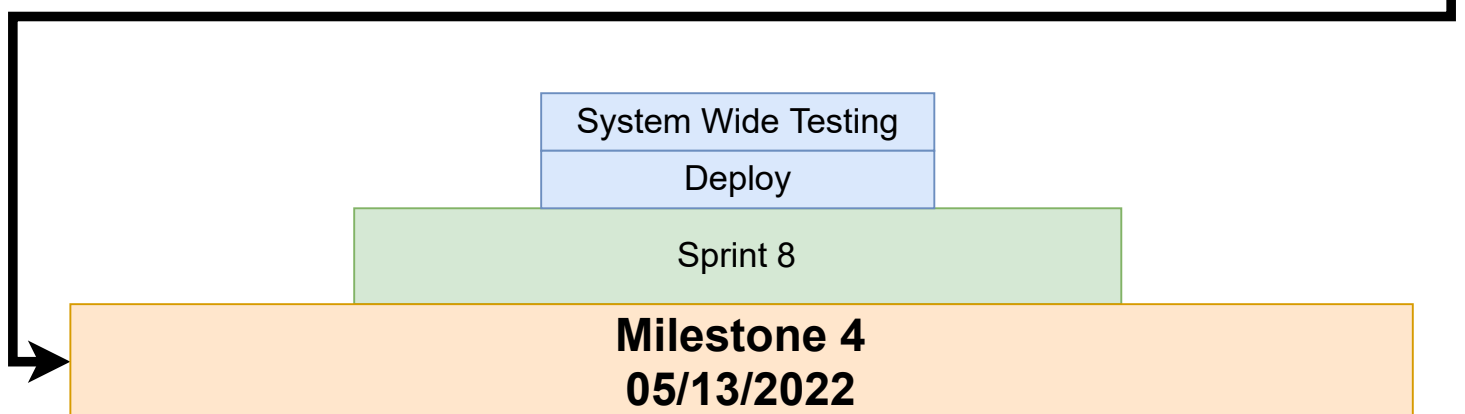 System Wide Testing
Deploy
Sprint 8
Milestone 4
05/13/2022